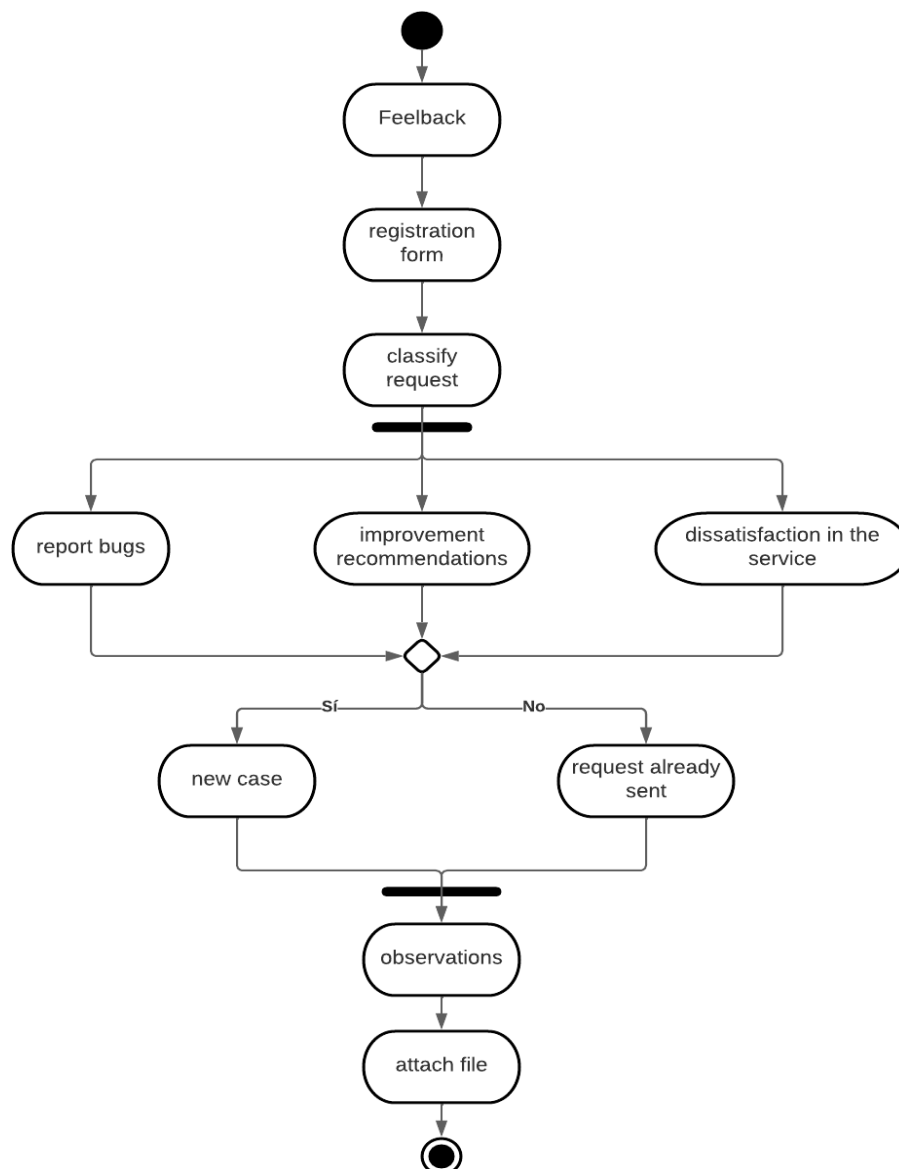 Feelback
registration
form
classify
request
report bugs
improvement
recommendations
dissatisfaction in the
service
Sí
No
new case
request already
sent
observations
attach file